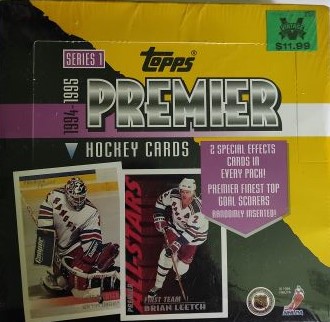 SERIES 1
1994-1995
Topps
PREMIER
HOCKEY CARDS
$11.99
2 SPECIAL EFFECTS
CARDS IN
EVERY PACK!
PREMIER FINEST TOP
GOAL SCORERS
RANDOMLY INSERTED!
ALL-STARS
FIRST TEAM
BRIAN LEETCH